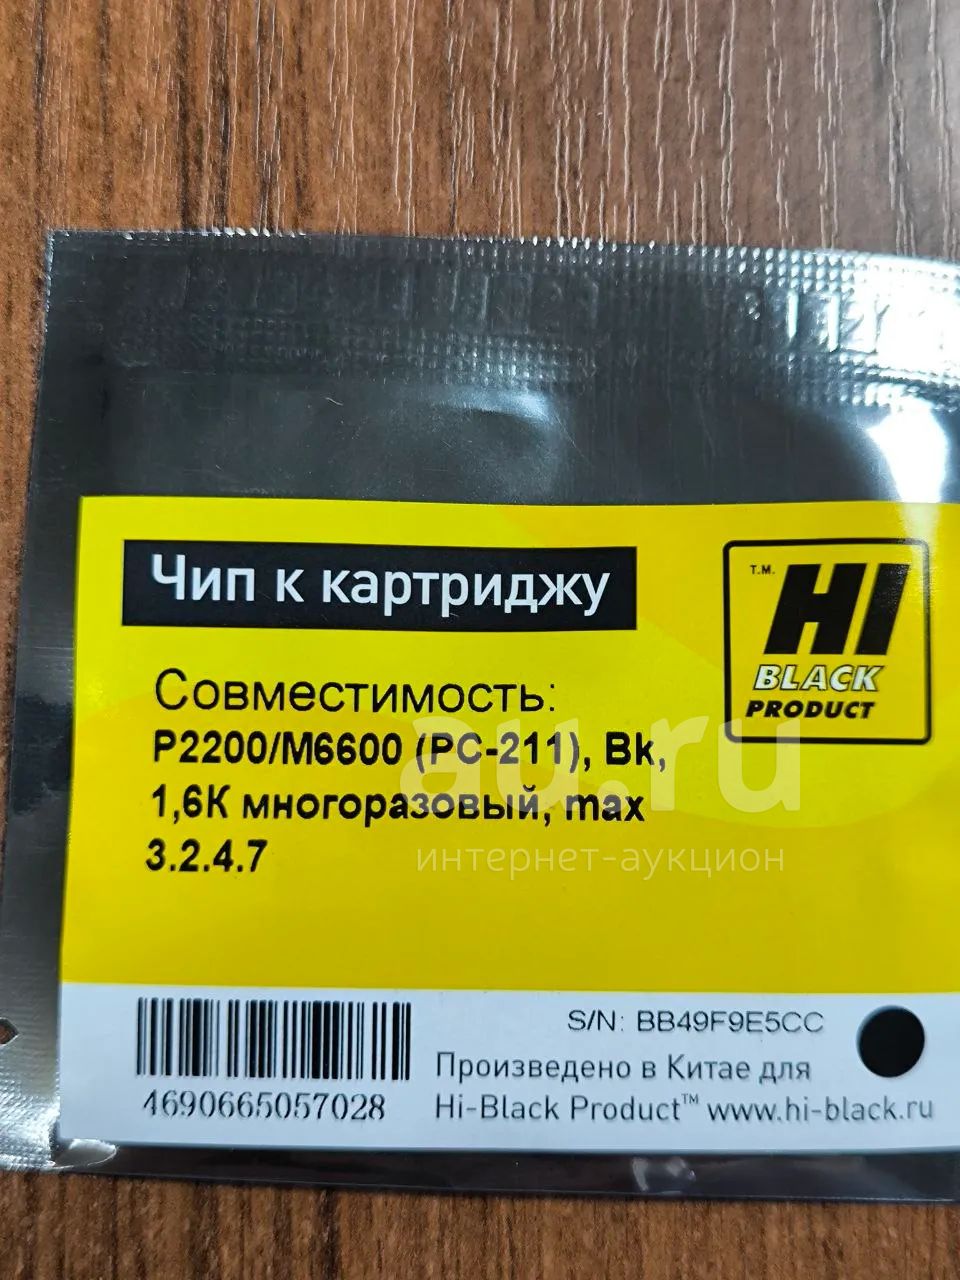 Чип к картриджу
T.M.
HI
BLACK
PRODUCT
Совместимость:
P2200/M6600 (PC-211), Bk,
1,6К многоразовый, max
3.2.4.7
au.ru
интернет-аукцион
S/N: BB49F9E5CC
Произведено в Китае для
Hi-Black Product™ www.hi-black.ru
4690665057028